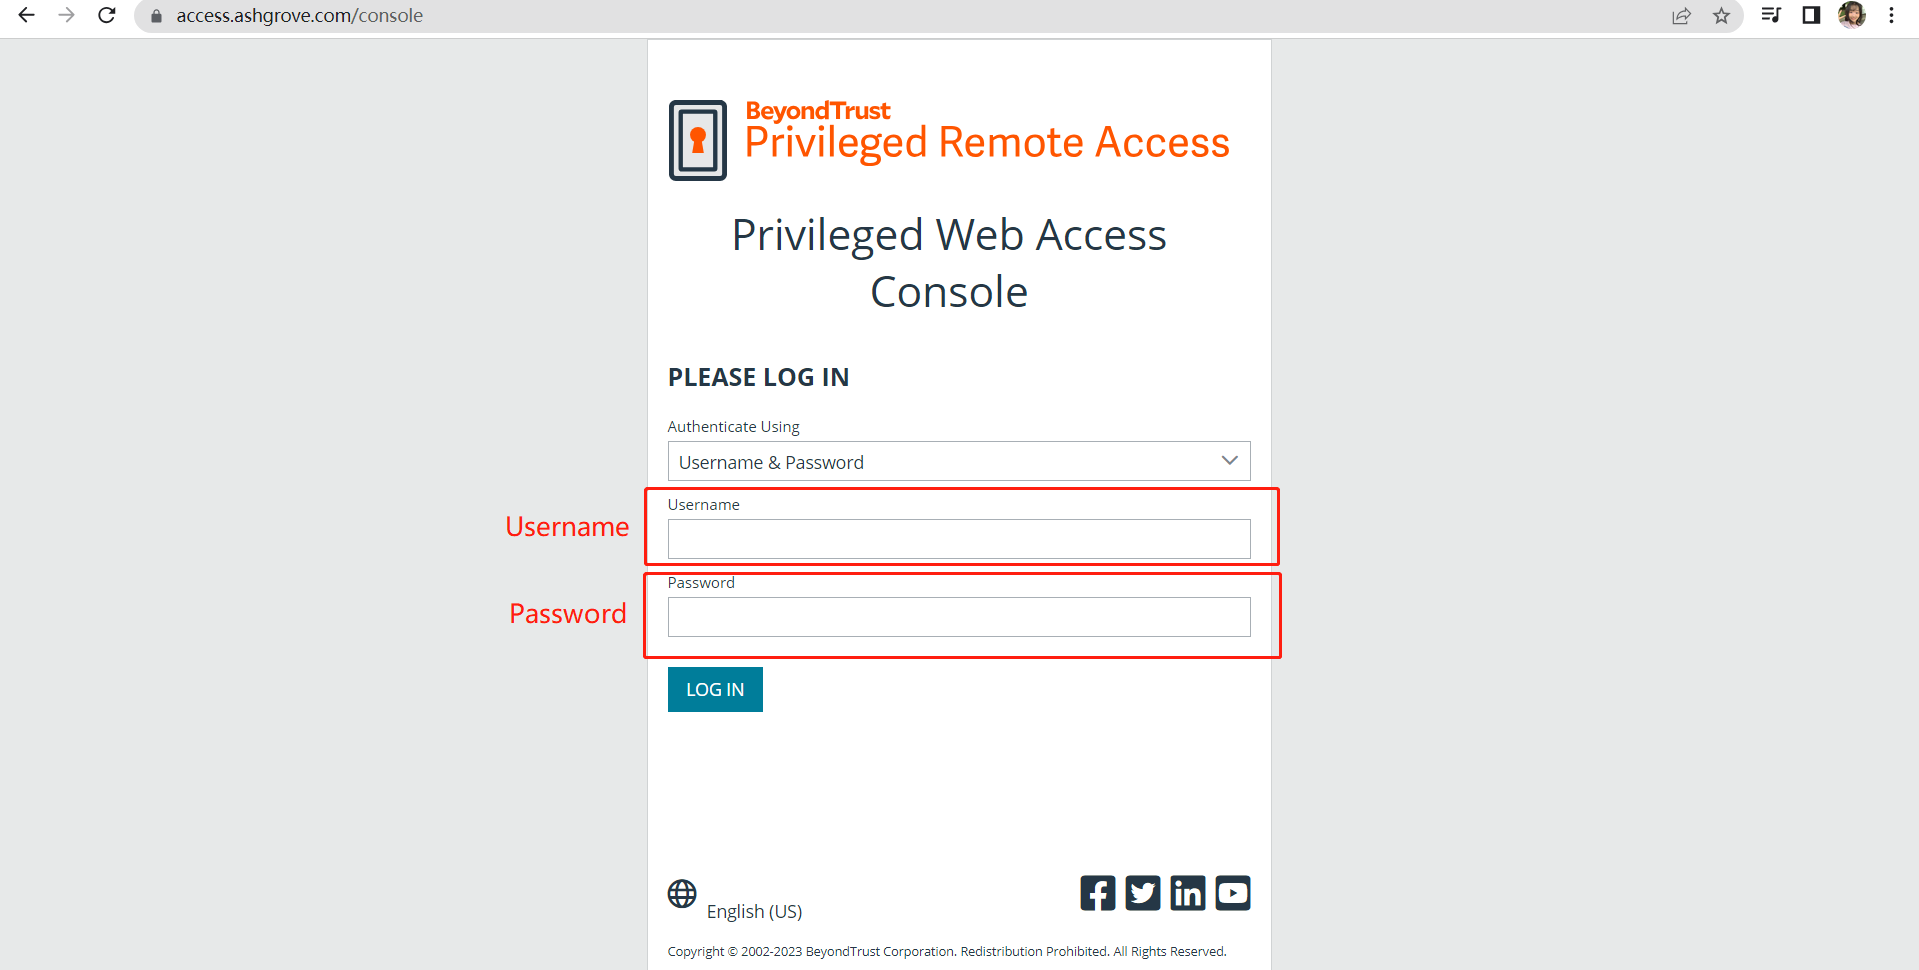 access.ashgrove.com/console
BeyondTrust
Privileged Remote Access
Privileged Web Access
Console
PLEASE LOG IN
Authenticate Using
Username & Password
Username
Username
Password
Password
LOG IN
English (US)
Copyright © 2002-2023 BeyondTrust Corporation. Redistribution Prohibited. All Rights Reserved.